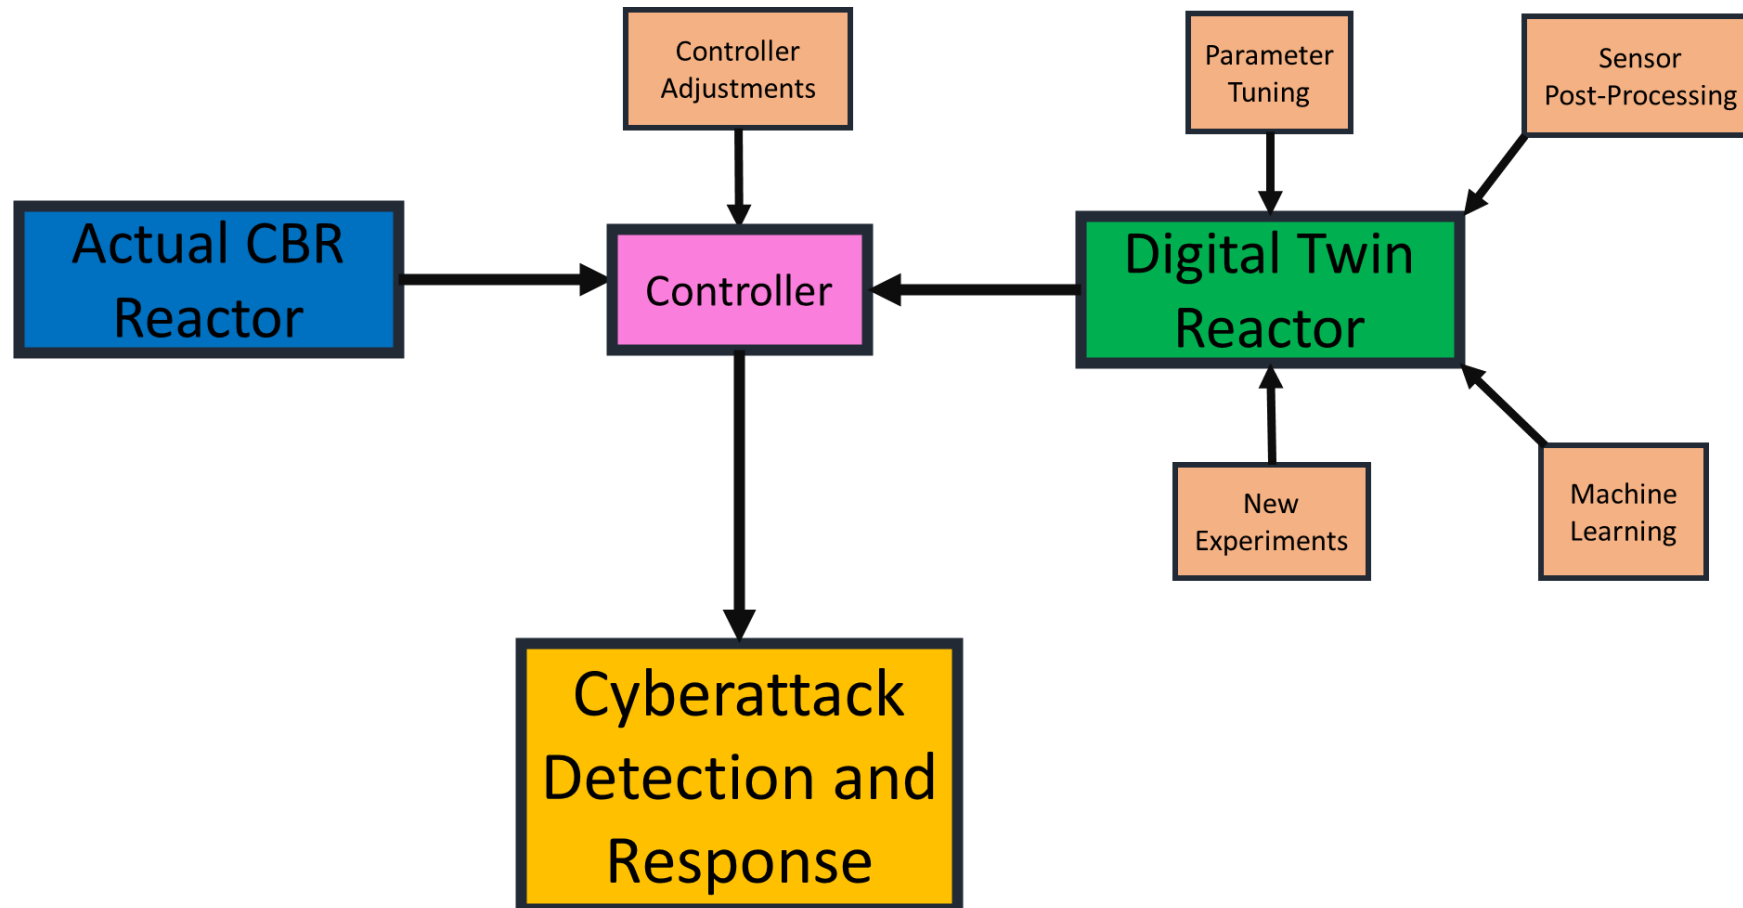 Controller
Adjustments
Parameter
Tuning
Sensor
Post-Processing
Actual CBR
Reactor
Controller
Digital Twin
Reactor
New
Experiments
Machine
Learning
Cyberattack
Detection and
Response